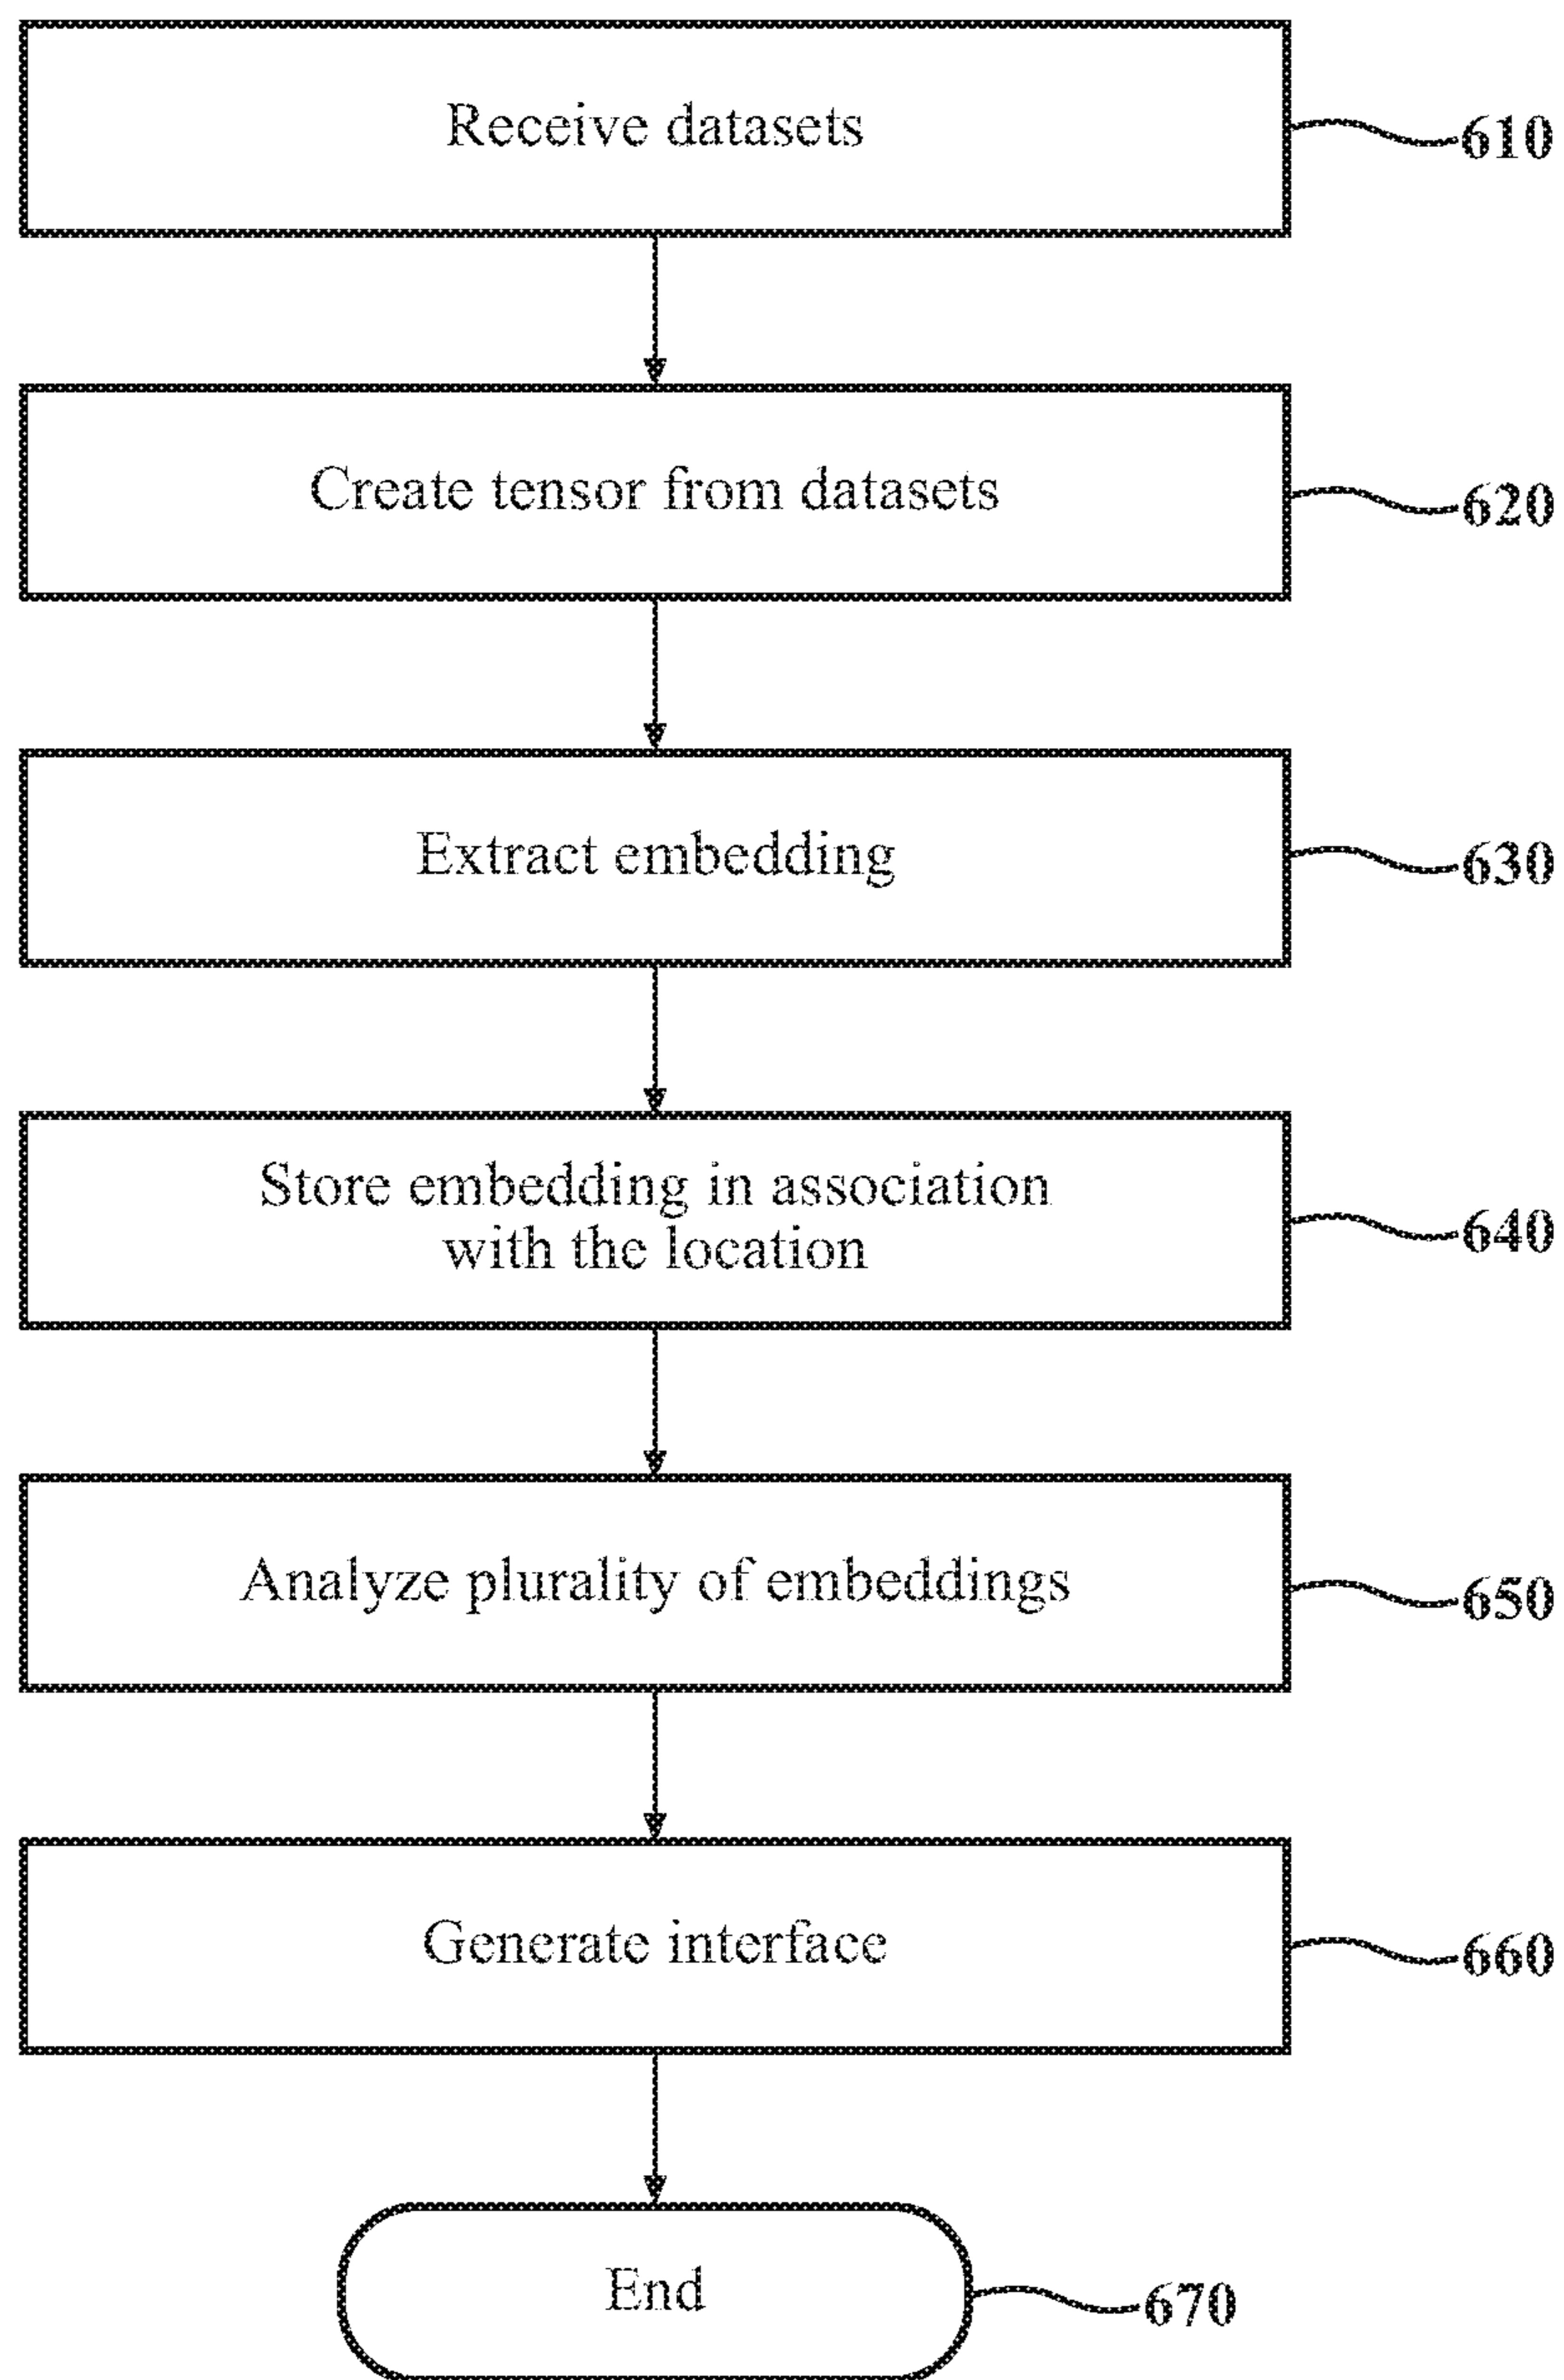 Receive datasets
610
Create tensor from datasets
620
Extract embedding
630
Store embedding in association
with the location
640
Analyze plurality of embeddings
650
Generate interface
660
End
670